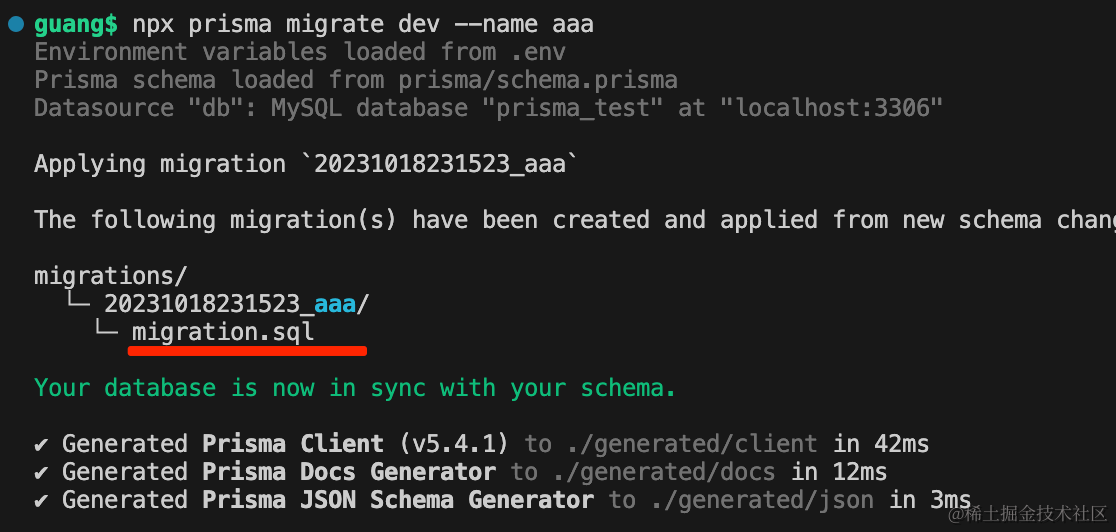 guang$ npx prisma migrate dev --name aaa
Environment variables loaded from .env
Prisma schema loaded from prisma/schema.prisma
Datasource "db": MySQL database "prisma_test" at "localhost:3306"
Applying migration `20231018231523_aaa`
The following migration(s) have been created and applied from new schema chang
migrations/
└─ 20231018231523_aaa/
└─ migration.sql
Your database is now in sync with your schema.
✔ Generated Prisma Client (v5.4.1) to ./generated/client in 42ms
✔ Generated Prisma Docs Generator to ./generated/docs in 12ms
✔ Generated Prisma JSON Schema Generator to ./generated/json in 3ms
@稀土掘金技术社区